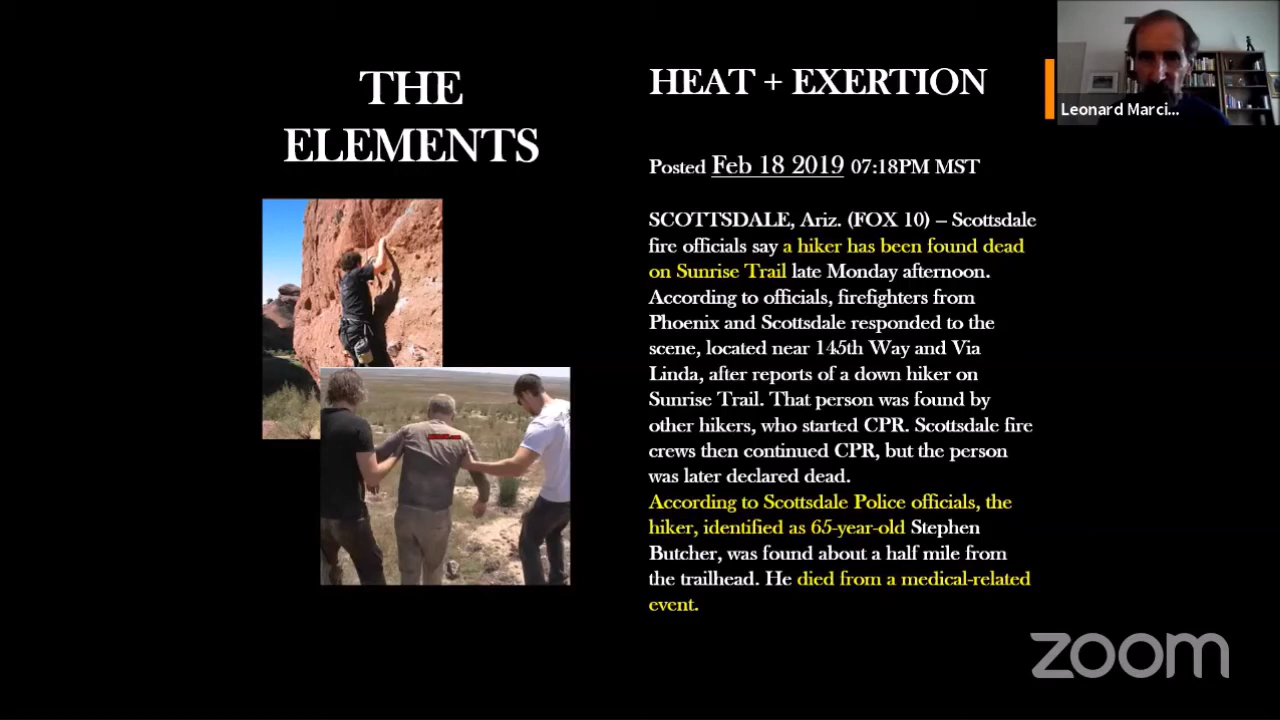 THE
ELEMENTS
HEAT + EXERTION
Posted Feb 18 2019 07:18PM MST
SCOTTSDALE, Ariz. (FOX 10) – Scottsdale
fire officials say a hiker has been found dead
on Sunrise Trail late Monday afternoon.
According to officials, firefighters from
Phoenix and Scottsdale responded to the
scene, located near 145th Way and Via
Linda, after reports of a down hiker on
Sunrise Trail. That person was found by
other hikers, who started CPR. Scottsdale fire
crews then continued CPR, but the person
was later declared dead.
According to Scottsdale Police officials, the
hiker, identified as 65-year-old Stephen
Butcher, was found about a half mile from
the trailhead. He died from a medical-related
event.
Leonard Marci...
zoom